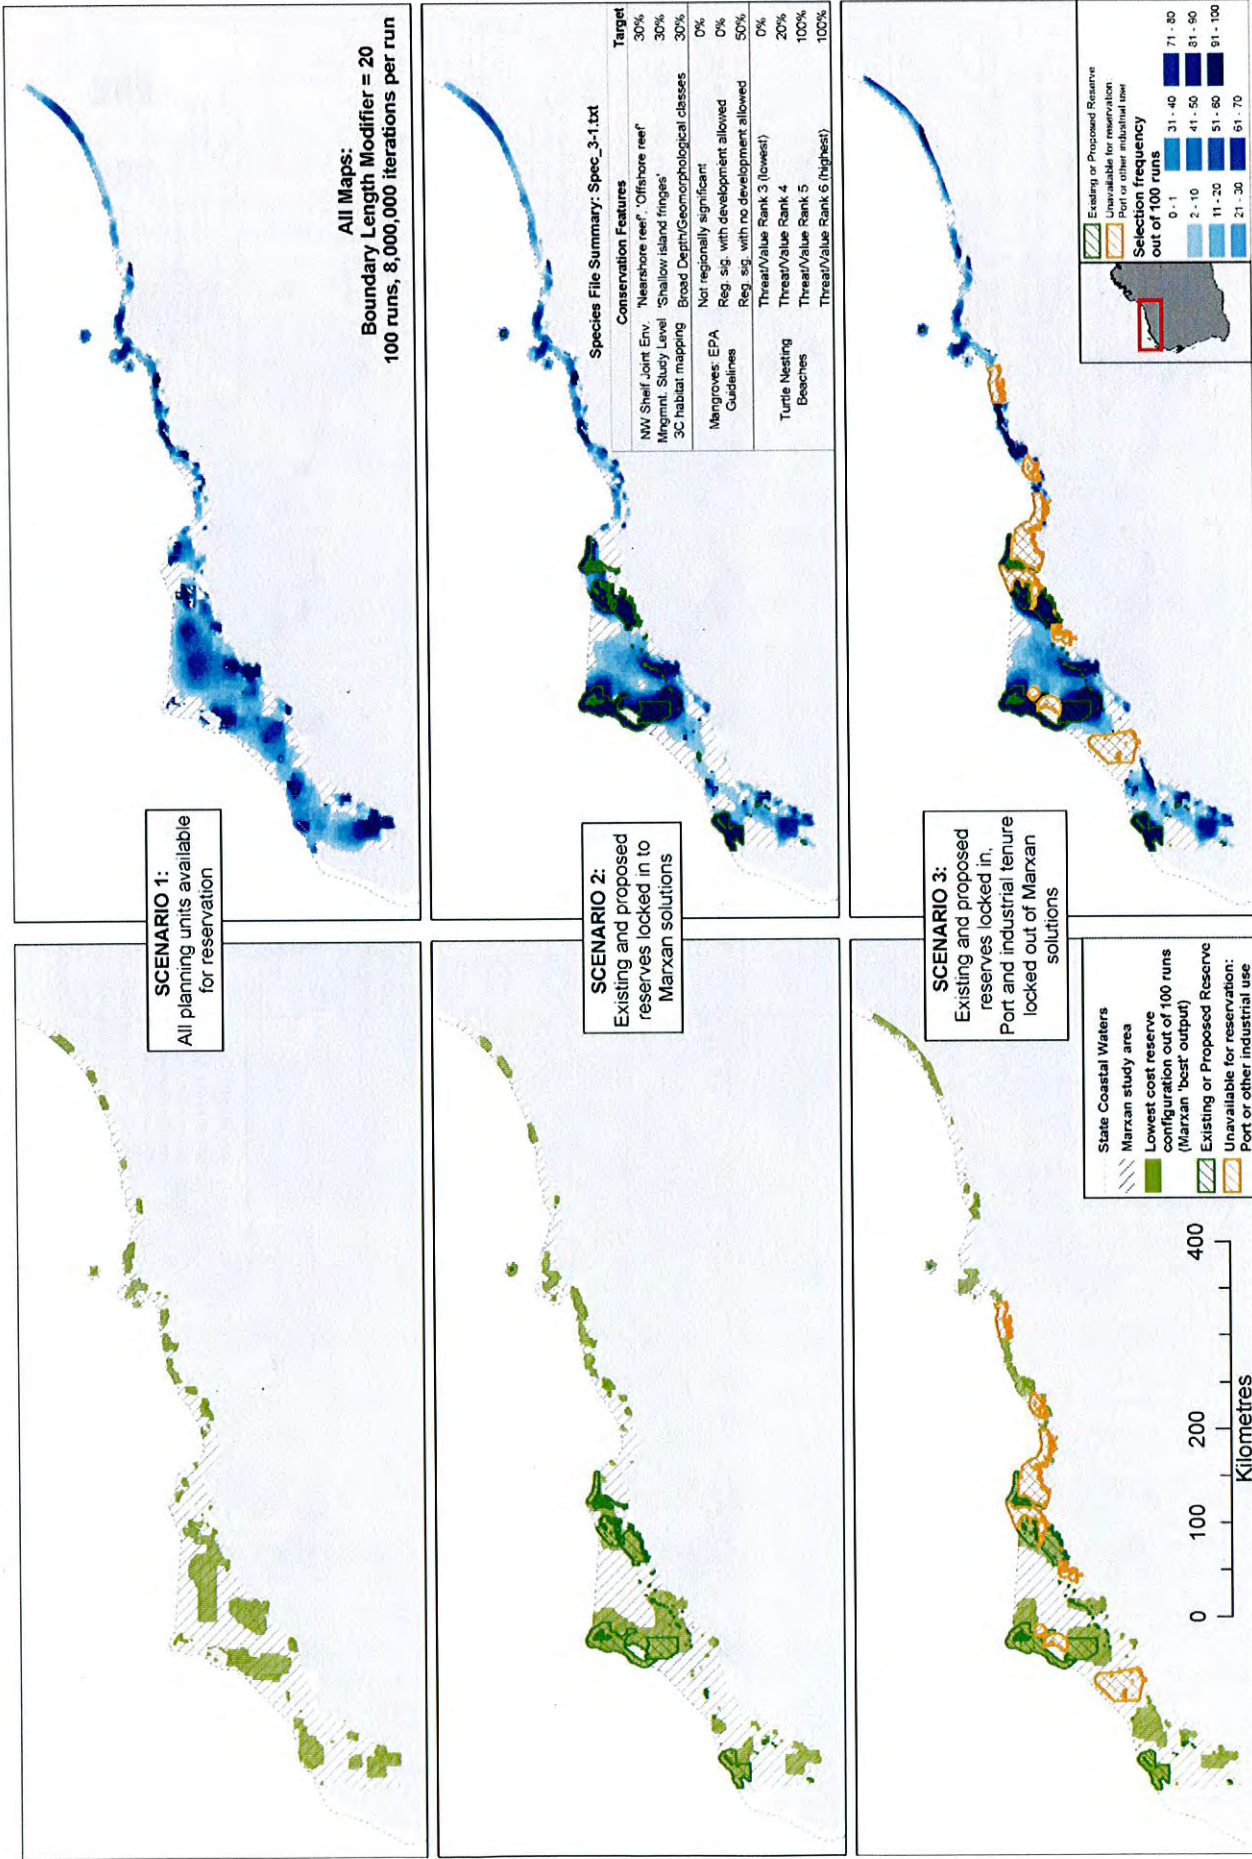 SCENARIO 1:
All planning units available
for reservation
All Maps:
Boundary Length Modifier = 20
100 runs, 8,000,000 iterations per run
SCENARIO 2:
Existing and proposed
reserves locked in to
Marxan solutions
Species File Summary: Spec_3-1.txt
Conservation Features Target
NW Shelf Joint Env. 'Nearshore reef', 'Offshore reef' 30%
Mngmnt. Study Level 'Shallow island fringes' 30%
3C habitat mapping Broad Depth/Geomorphological classes 30%
Mangroves: EPA
Guidelines
Not regionally significant 0%
Reg. sig. with development allowed 0%
Reg. sig. with no development allowed 50%
Turtle Nesting
Beaches
Threat/Value Rank 3 (lowest) 0%
Threat/Value Rank 4 20%
Threat/Value Rank 5 100%
Threat/Value Rank 6 (highest) 100%
SCENARIO 3:
Existing and proposed
reserves locked in,
Port and industrial tenure
locked out of Marxan
solutions
State Coastal Waters
Marxan study area
Lowest cost reserve
configuration out of 100 runs
(Marxan 'best' output)
Existing or Proposed Reserve
Unavailable for reservation:
Port or other industrial use
0 100 200 400
Kilometres
Existing or Proposed Reserve
Unavailable for reservation:
Port or other industrial use
Selection frequency
out of 100 runs
0 - 1 31 - 40 71 - 80
2 - 10 41 - 50 81 - 90
11 - 20 51 - 60 91 - 100
21 - 30 61 - 70